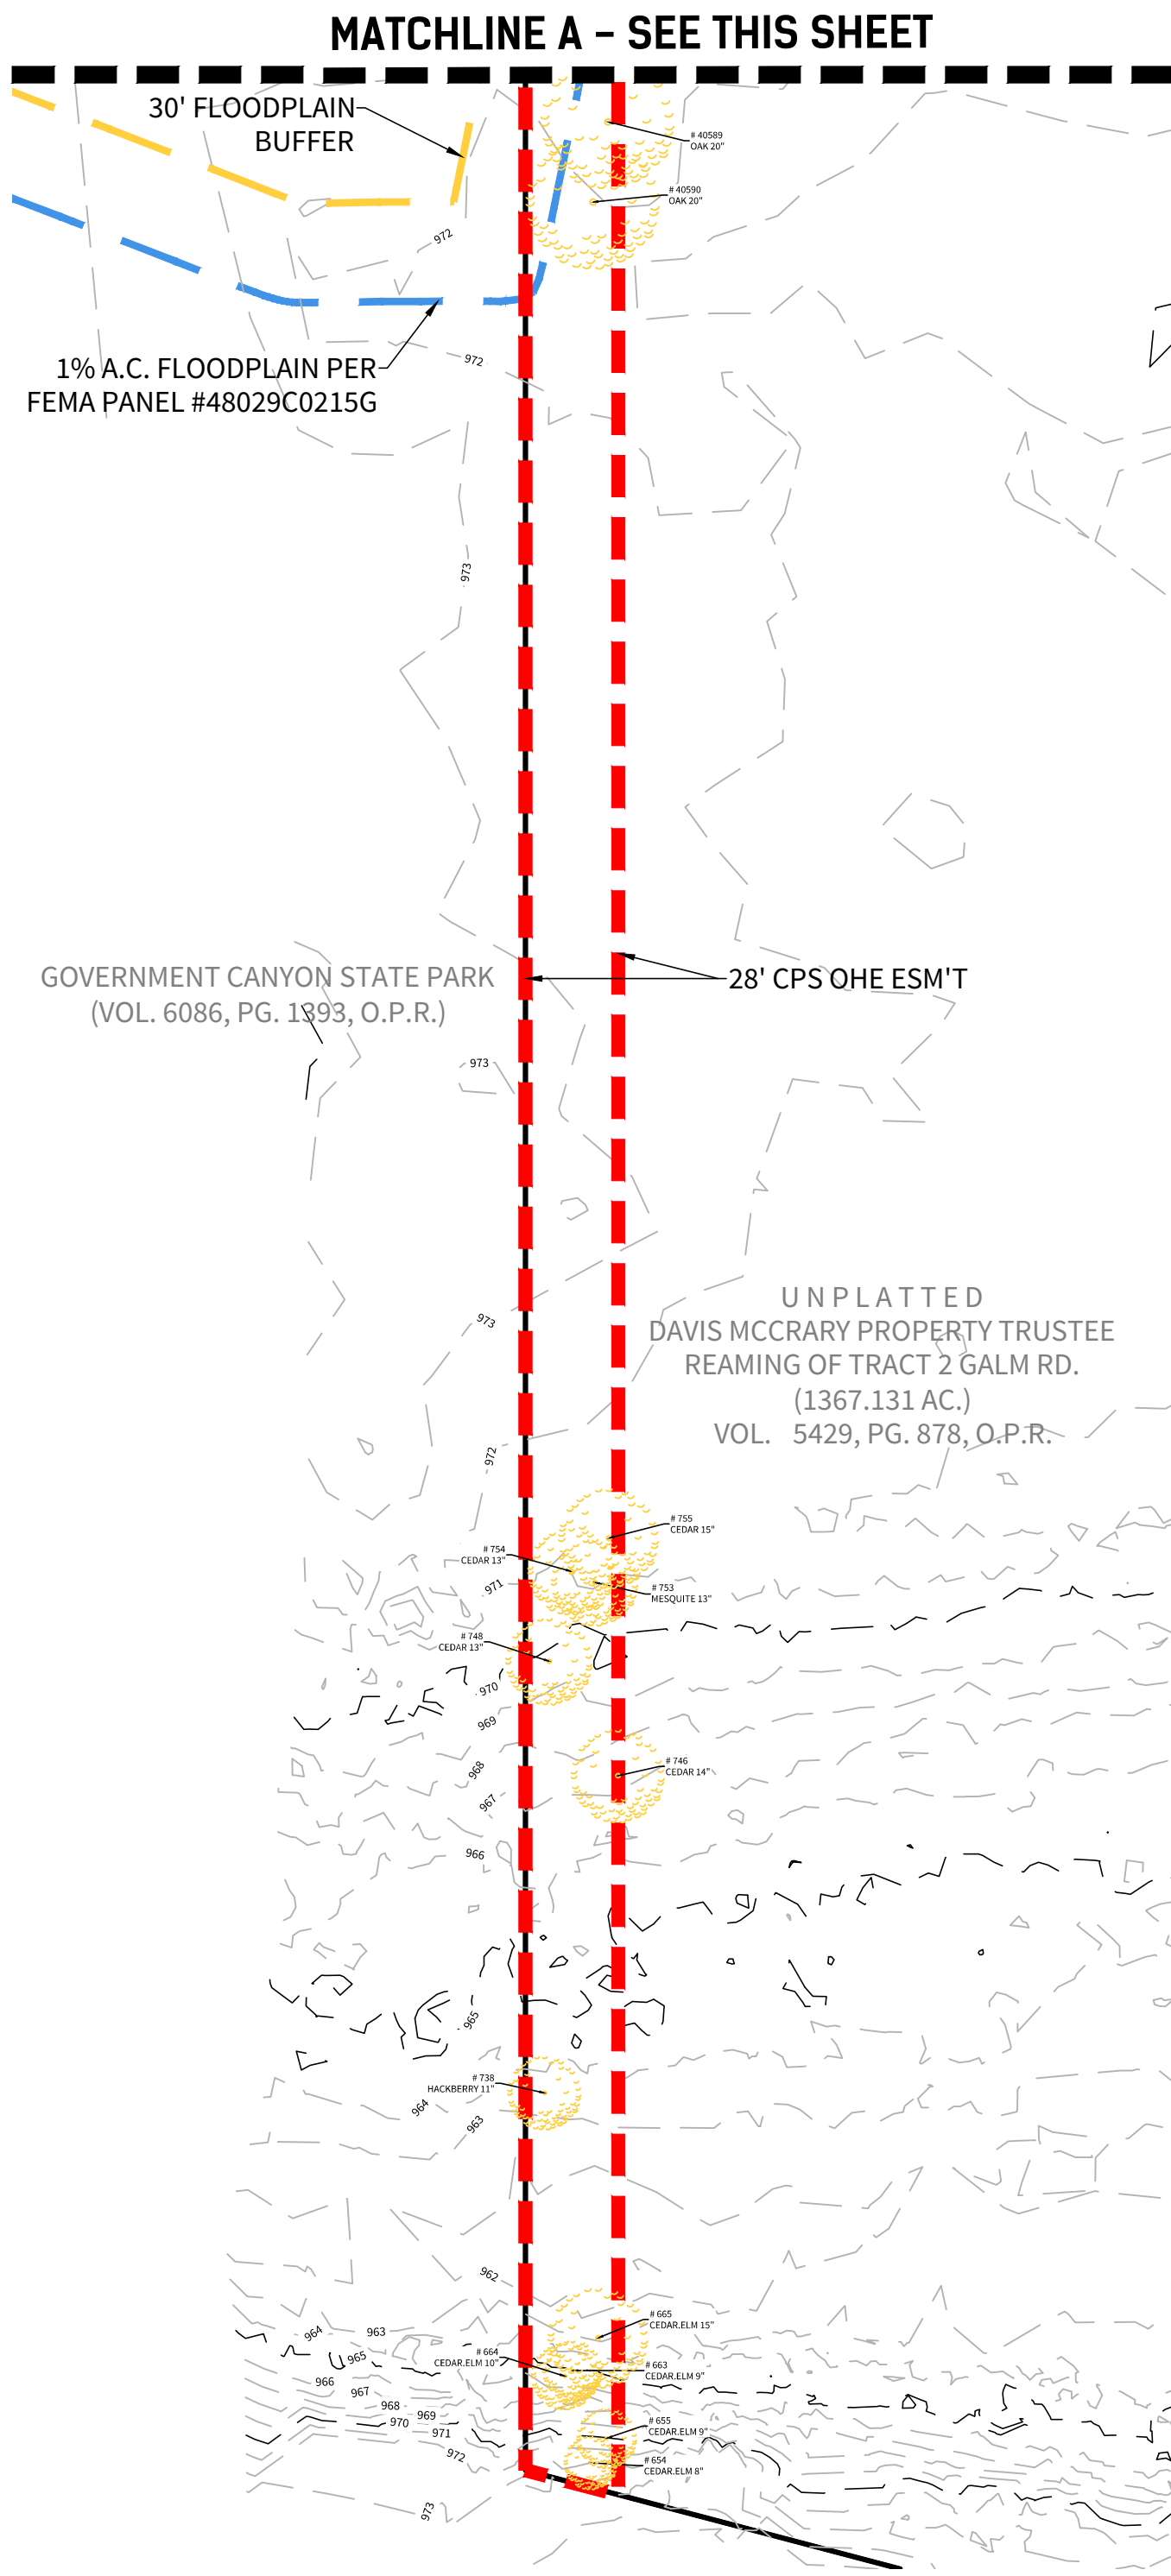 MATCHLINE A – SEE THIS SHEET
30' FLOODPLAIN
BUFFER
# 40589
OAK 20"
# 40590
OAK 20"
972
972
1% A.C. FLOODPLAIN PER
FEMA PANEL #48029C0215G
973
GOVERNMENT CANYON STATE PARK
(VOL. 6086, PG. 1393, O.P.R.)
28' CPS OHE ESM'T
973
UNPLATTED
DAVIS MCCRARY PROPERTY TRUSTEE
REAMING OF TRACT 2 GALM RD.
(1367.131 AC.)
VOL. 5429, PG. 878, O.P.R.
973
972
# 755
CEDAR 15"
# 754
CEDAR 13"
971
# 753
MESQUITE 13"
# 748
CEDAR 13"
970
969
# 746
CEDAR 14"
968
967
966
965
# 738
HACKBERRY 11"
964
963
962
# 665
CEDAR.ELM 15"
964
963
# 664
CEDAR.ELM 10"
965
# 663
CEDAR.ELM 9"
966
967
968
969
970
971
# 655
CEDAR.ELM 9"
972
# 654
CEDAR.ELM 8"
973